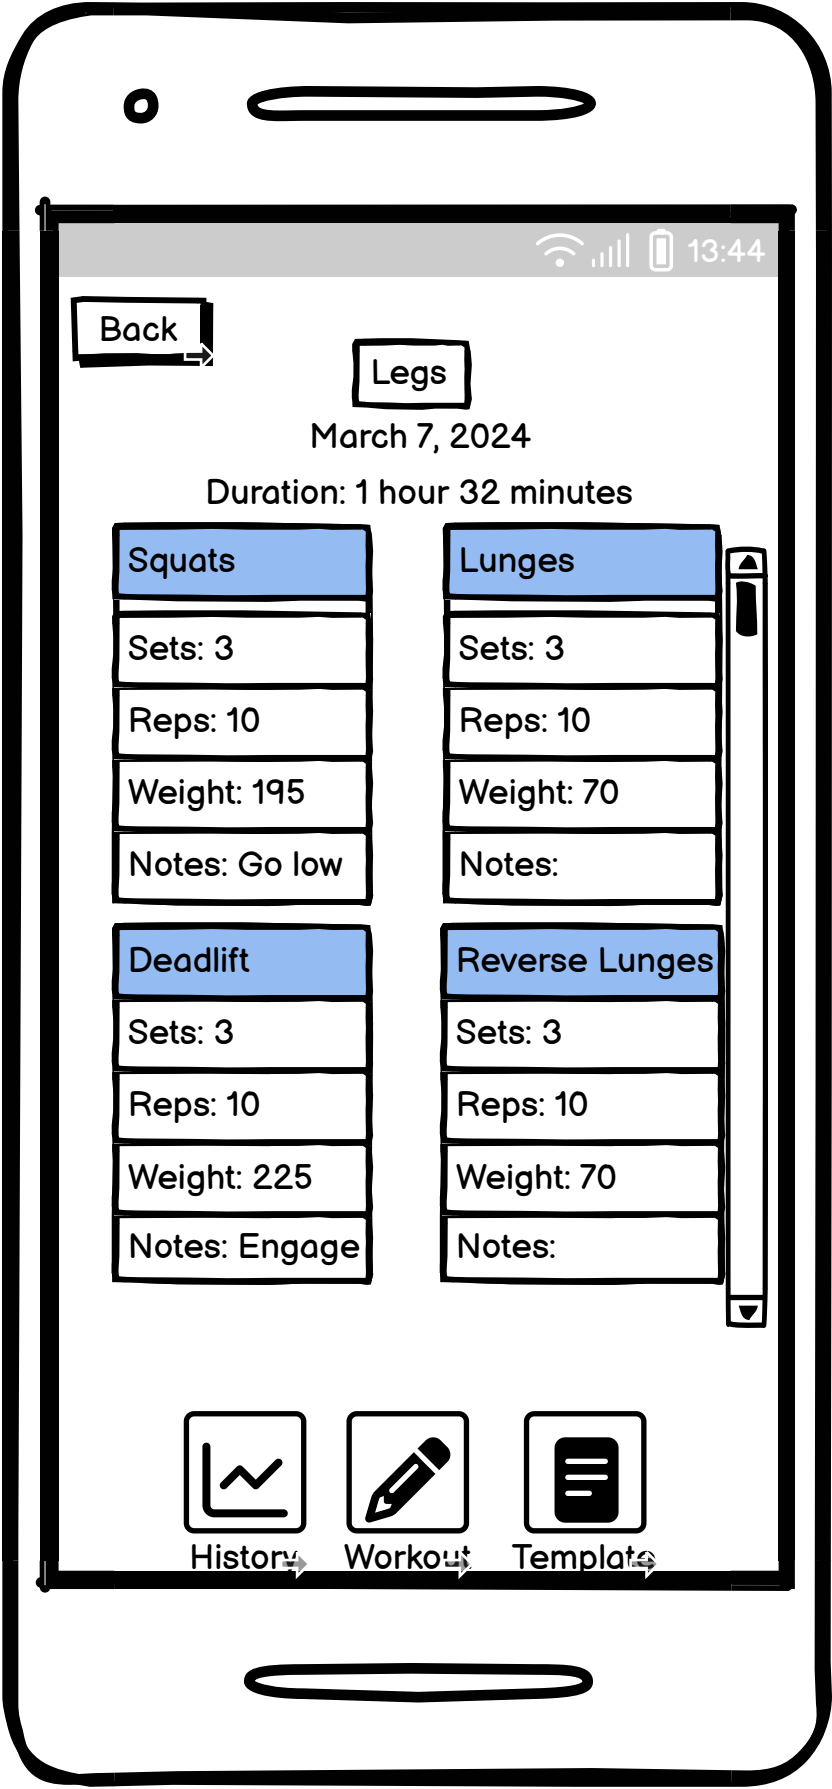 13:44
Back
Legs
March 7, 2024
Duration: 1 hour 32 minutes
Squats
Sets: 3
Reps: 10
Weight: 195
Notes: Go low
Lunges
Sets: 3
Reps: 10
Weight: 70
Notes:
Deadlift
Sets: 3
Reps: 10
Weight: 225
Notes: Engage
Reverse Lunges
Sets: 3
Reps: 10
Weight: 70
Notes:
History
Workout
Template